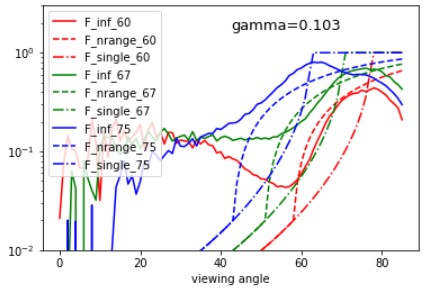 gamma=0.103
F_inf_60
F_nrange_60
F_single_60
F_inf_67
F_nrange_67
F_single_67
F_inf_75
F_nrange_75
F_single_75
10⁰
10⁻¹
10⁻²
0 20 40 60 80
viewing angle